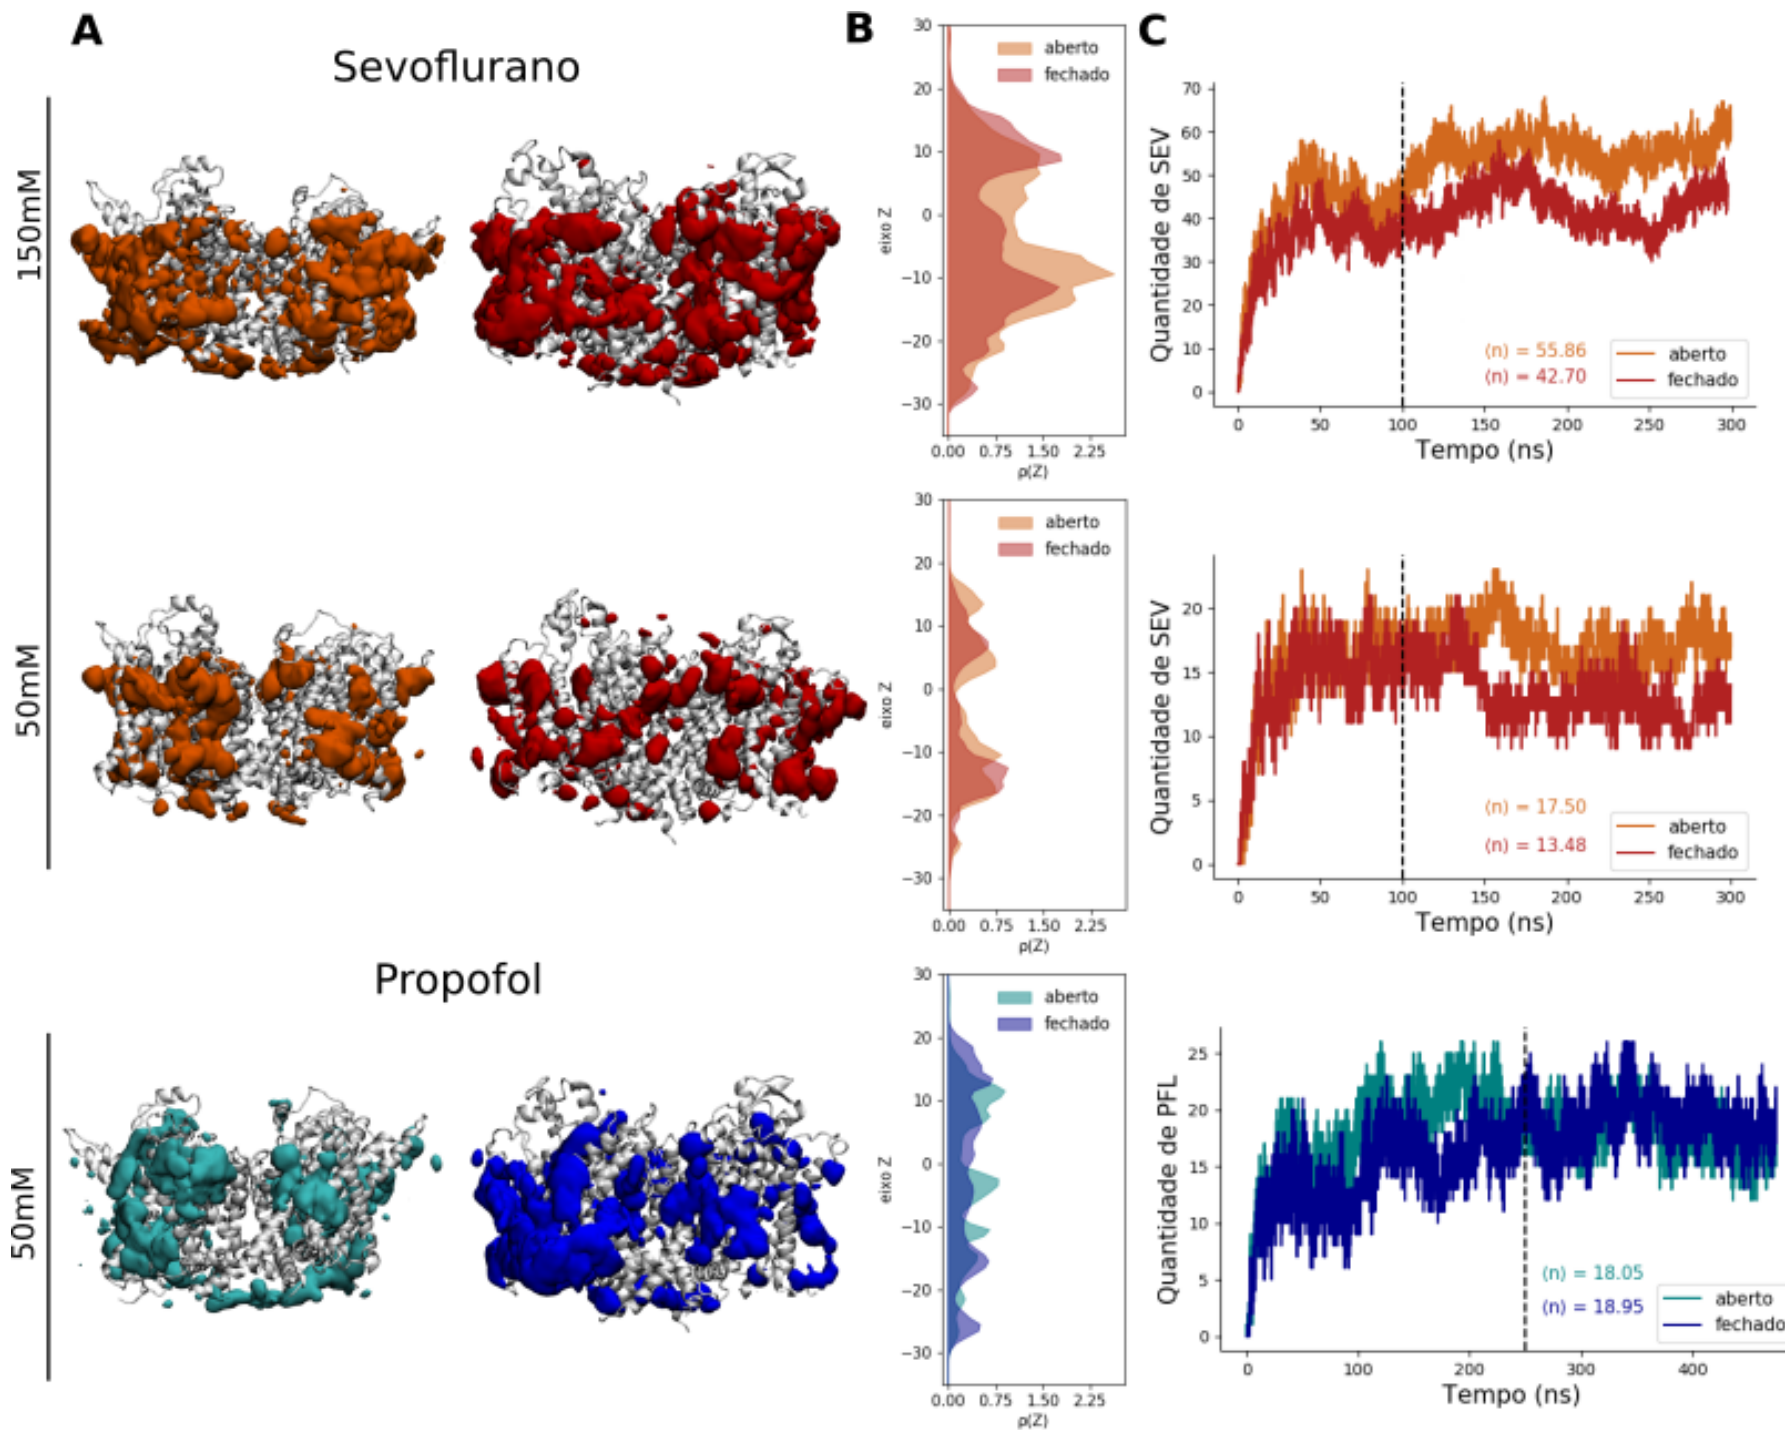 A
B
C
Sevoflurano
150mM
30
20
10
0
−10
−20
−30
eixo Z
aberto
fechado
0.00 0.75 1.50 2.25
ρ(Z)
70
60
50
40
30
20
10
0
Quantidade de SEV
⟨n⟩ = 55.86
⟨n⟩ = 42.70
aberto
fechado
0 50 100 150 200 250 300
Tempo (ns)
50mM
30
20
10
0
−10
−20
−30
eixo Z
aberto
fechado
0.00 0.75 1.50 2.25
ρ(Z)
20
15
10
5
0
Quantidade de SEV
⟨n⟩ = 17.50
⟨n⟩ = 13.48
aberto
fechado
0 50 100 150 200 250 300
Tempo (ns)
Propofol
50mM
30
20
10
0
−10
−20
−30
eixo Z
aberto
fechado
0.00 0.75 1.50 2.25
ρ(Z)
25
20
15
10
5
0
Quantidade de PFL
⟨n⟩ = 18.05
⟨n⟩ = 18.95
aberto
fechado
0 100 200 300 400
Tempo (ns)